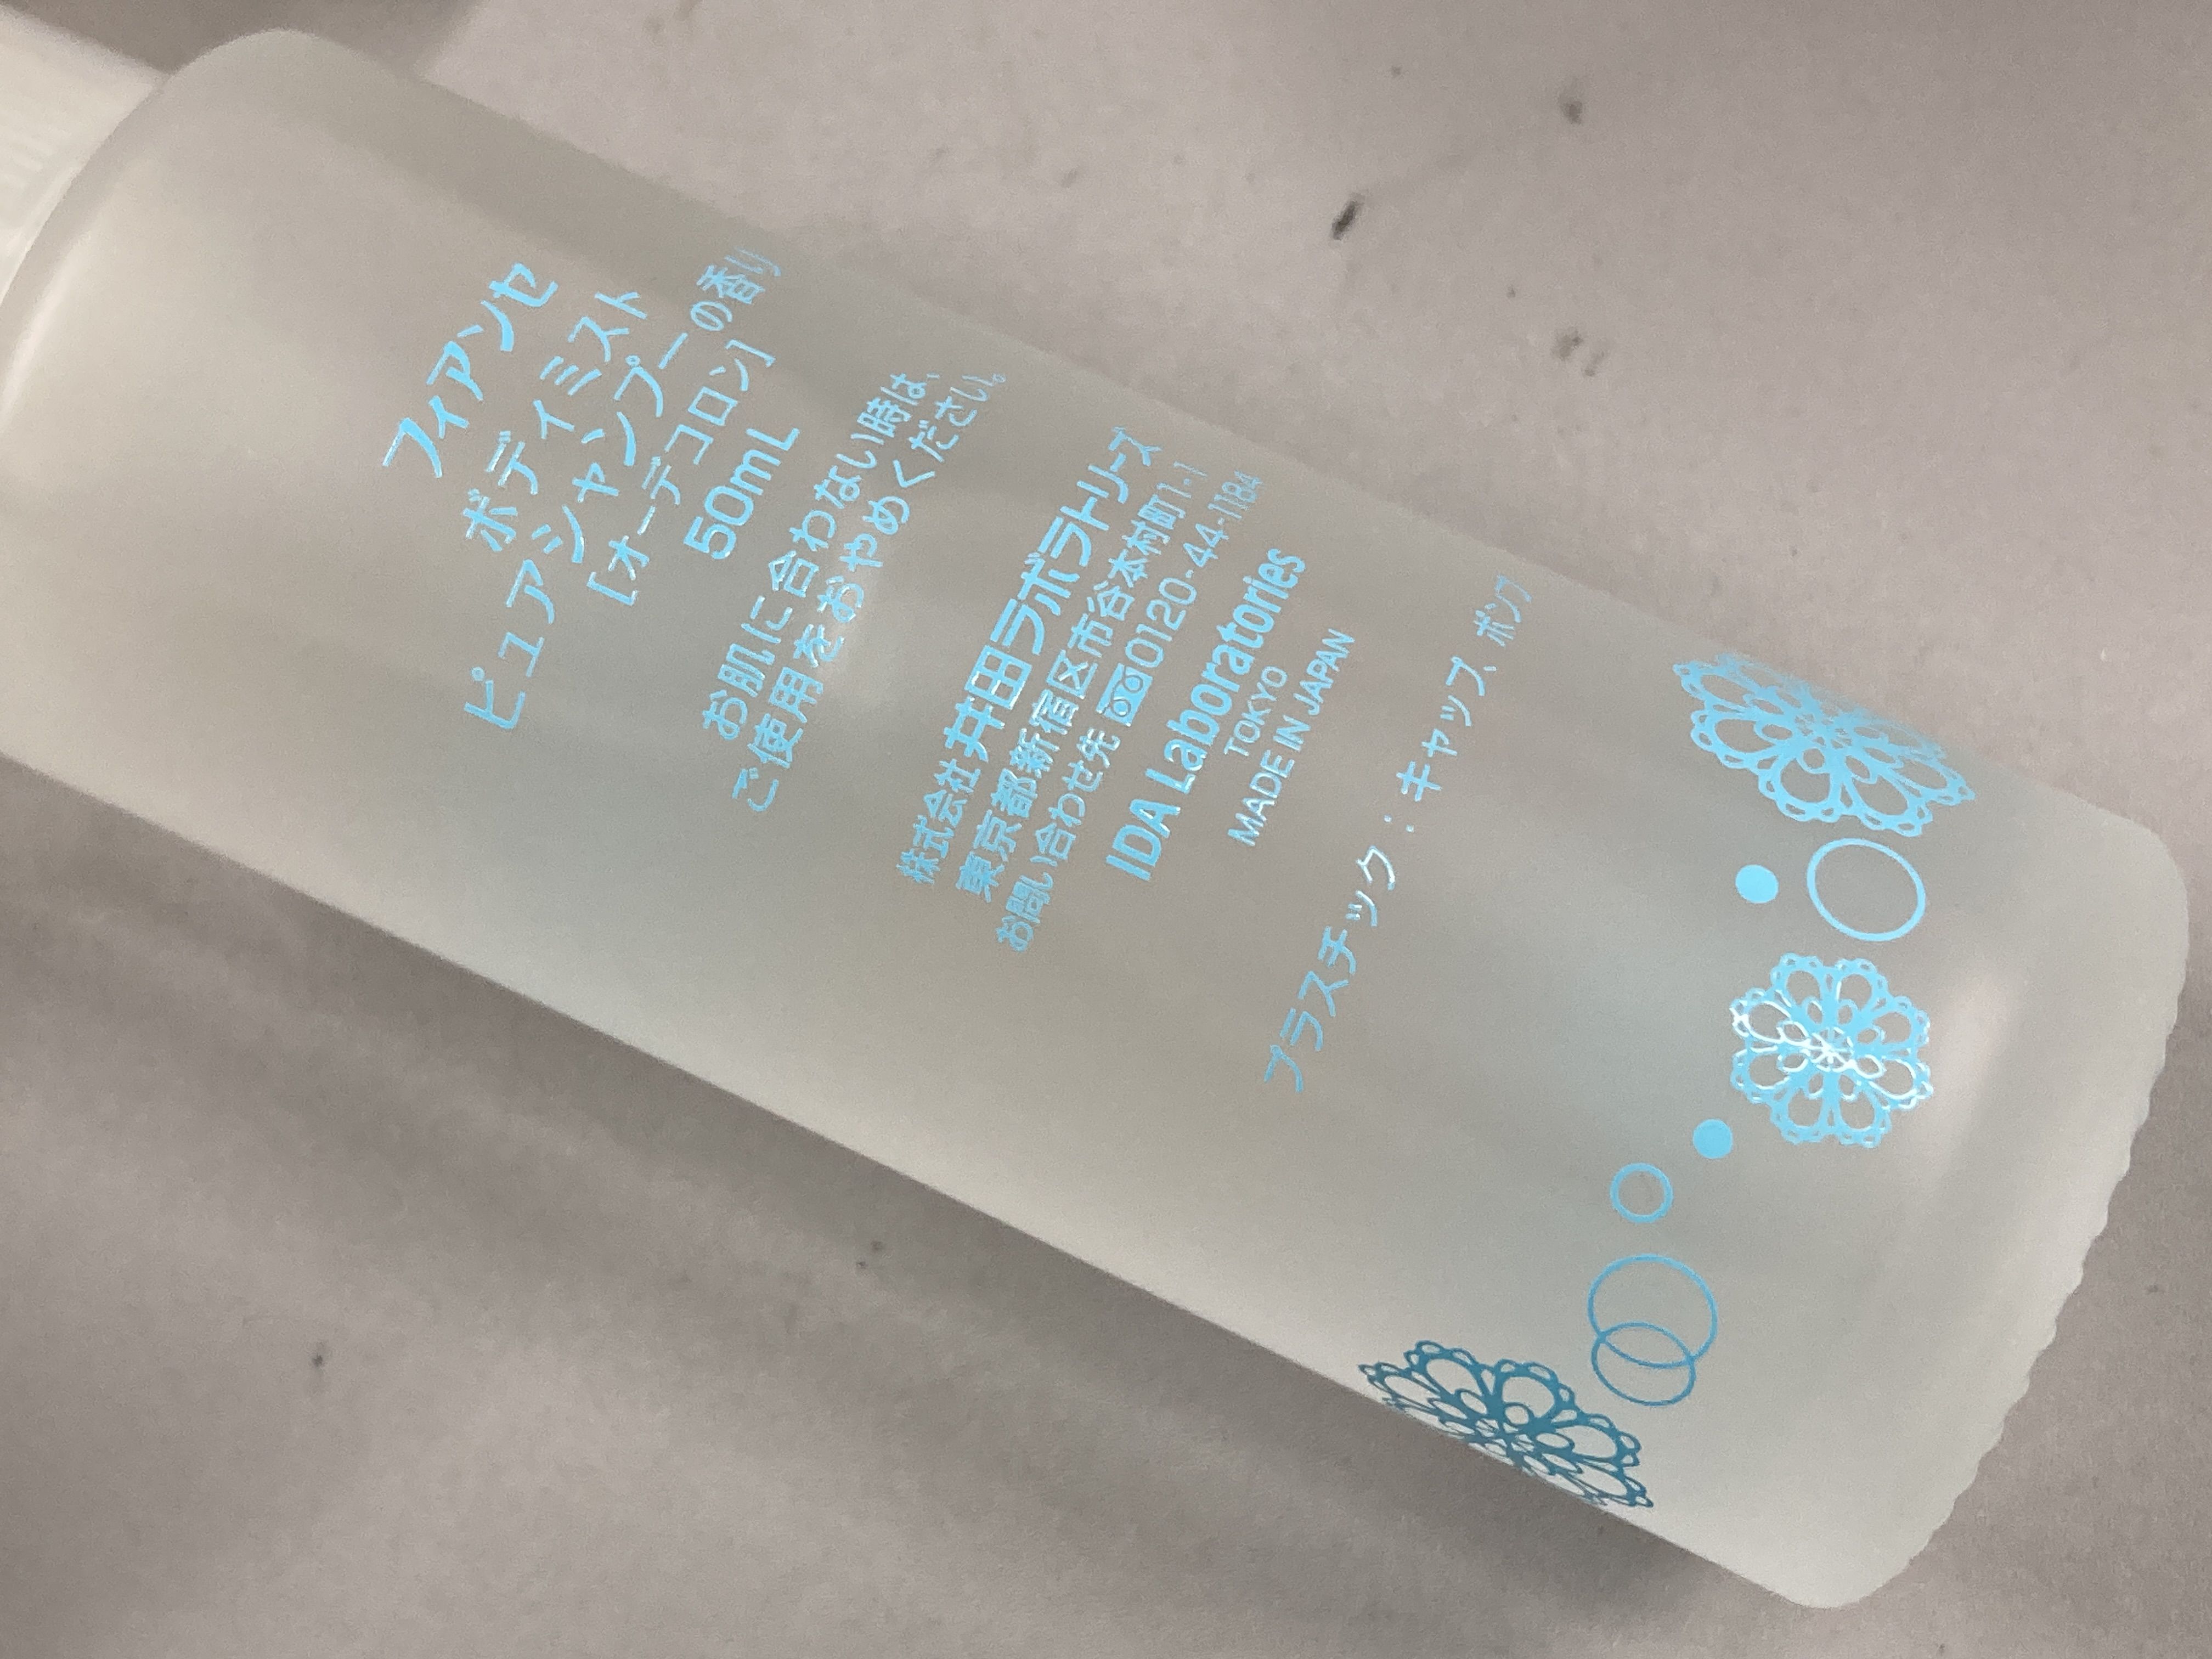 フィアンセ
ボディミスト
ピュアシャンプーの香り
[オーデコロン]
50mL
お肌に合わない時は、
ご使用をおやめください。
株式会社井田ラボラトリーズ
東京都新宿区市谷本村町1-1
お問い合わせ先 0120-44-1184
IDA Laboratories
TOKYO
MADE IN JAPAN
プラスチック：キャップ、ポンプ